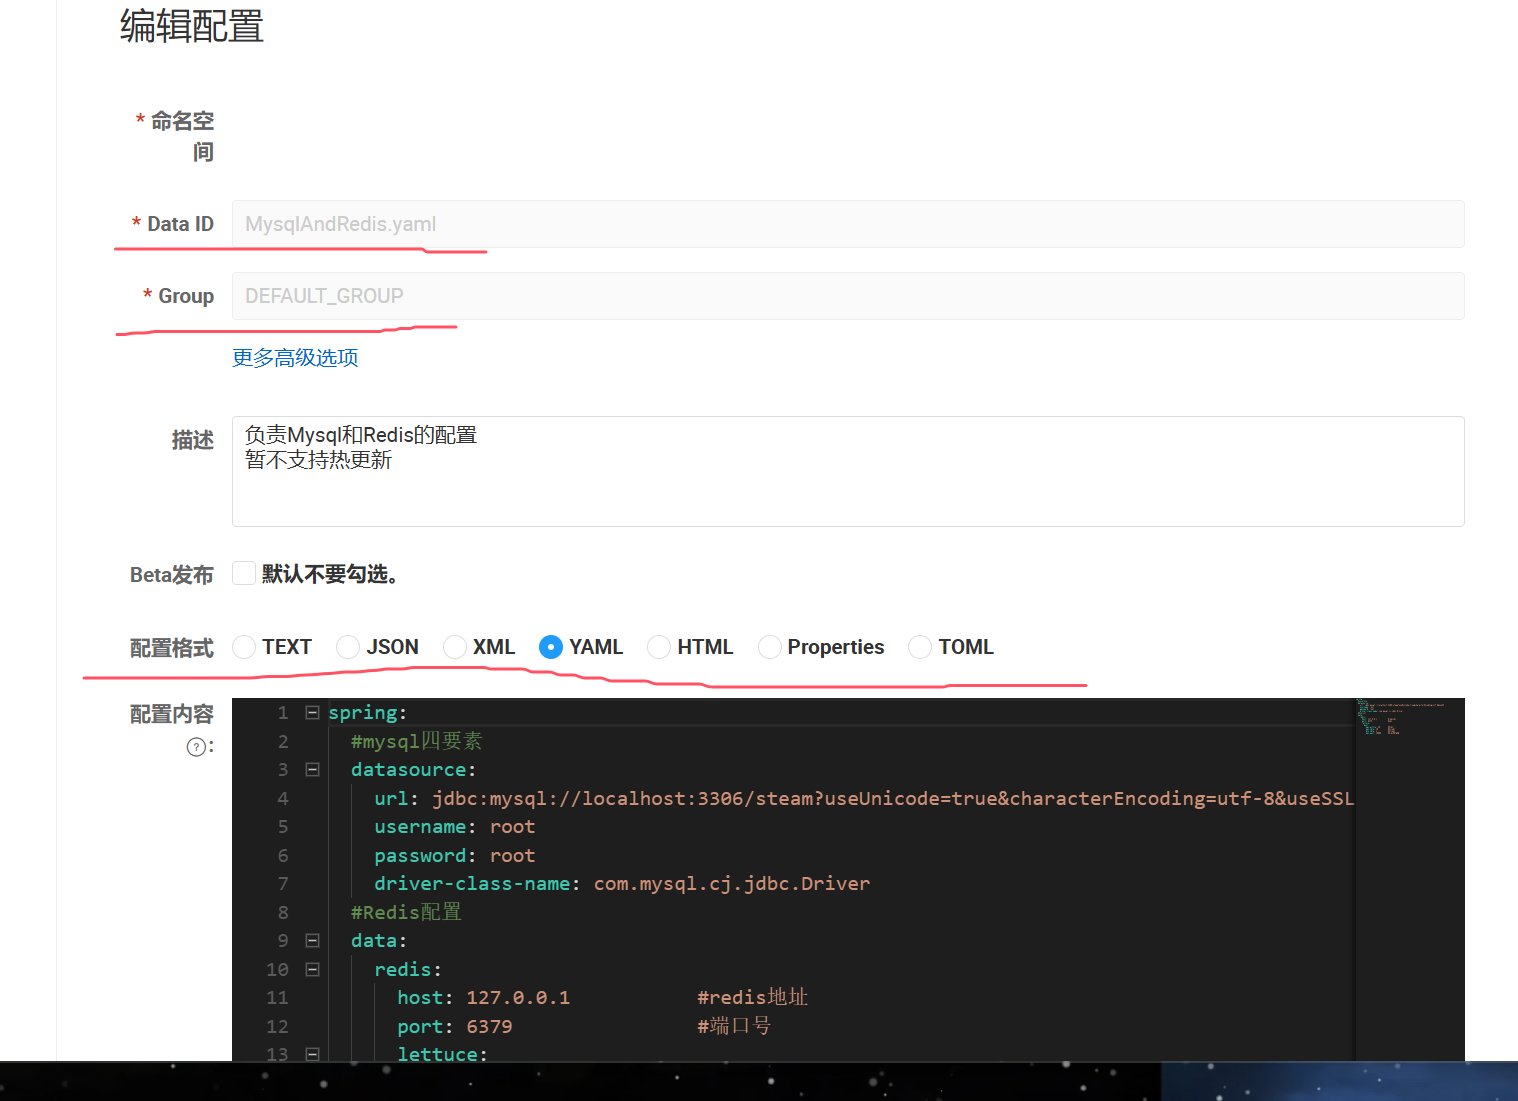 编辑配置
* 命名空
间
* Data ID MysqlAndRedis.yaml
* Group DEFAULT_GROUP
更多高级选项
描述 负责Mysql和Redis的配置
暂不支持热更新
Beta发布 默认不要勾选。
配置格式 TEXT JSON XML YAML HTML Properties TOML
配置内容
?:
1 spring:
2 #mysql四要素
3 datasource:
4 url: jdbc:mysql://localhost:3306/steam?useUnicode=true&characterEncoding=utf-8&useSSL
5 username: root
6 password: root
7 driver-class-name: com.mysql.cj.jdbc.Driver
8 #Redis配置
9 data:
10 redis:
11 host: 127.0.0.1 #redis地址
12 port: 6379 #端口号
13 lettuce: